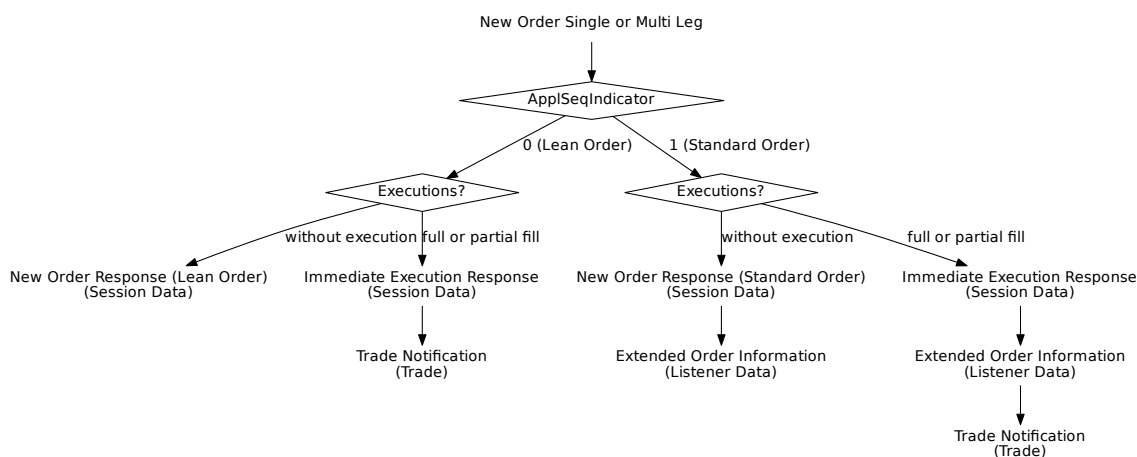 New Order Single or Multi Leg
ApplSeqIndicator
0 (Lean Order)
1 (Standard Order)
Executions?
Executions?
without execution
full or partial fill
without execution
full or partial fill
New Order Response (Lean Order)
(Session Data)
Immediate Execution Response
(Session Data)
New Order Response (Standard Order)
(Session Data)
Immediate Execution Response
(Session Data)
Trade Notification
(Trade)
Extended Order Information
(Listener Data)
Extended Order Information
(Listener Data)
Trade Notification
(Trade)